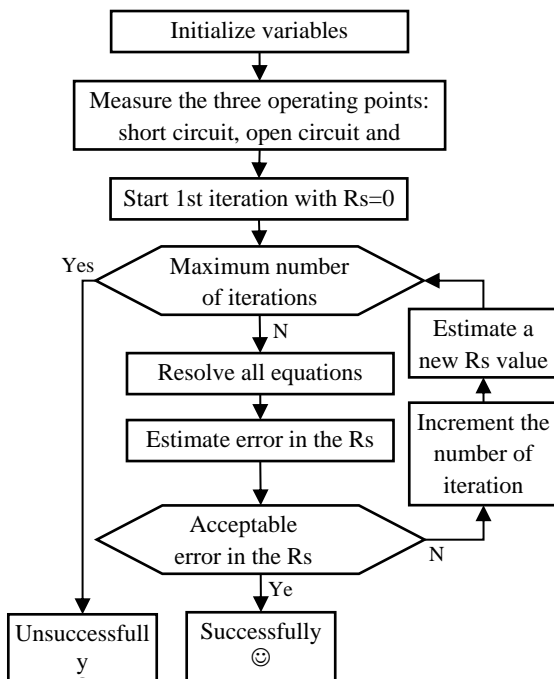 Initialize variables
Measure the three operating points:
short circuit, open circuit and
Start 1st iteration with Rs=0
Yes
Maximum number
of iterations
N
Estimate a
new Rs value
Resolve all equations
Increment the
number of
iteration
Estimate error in the Rs
Acceptable
error in the Rs
N
Ye
Unsuccessfull
y
Successfully
☺